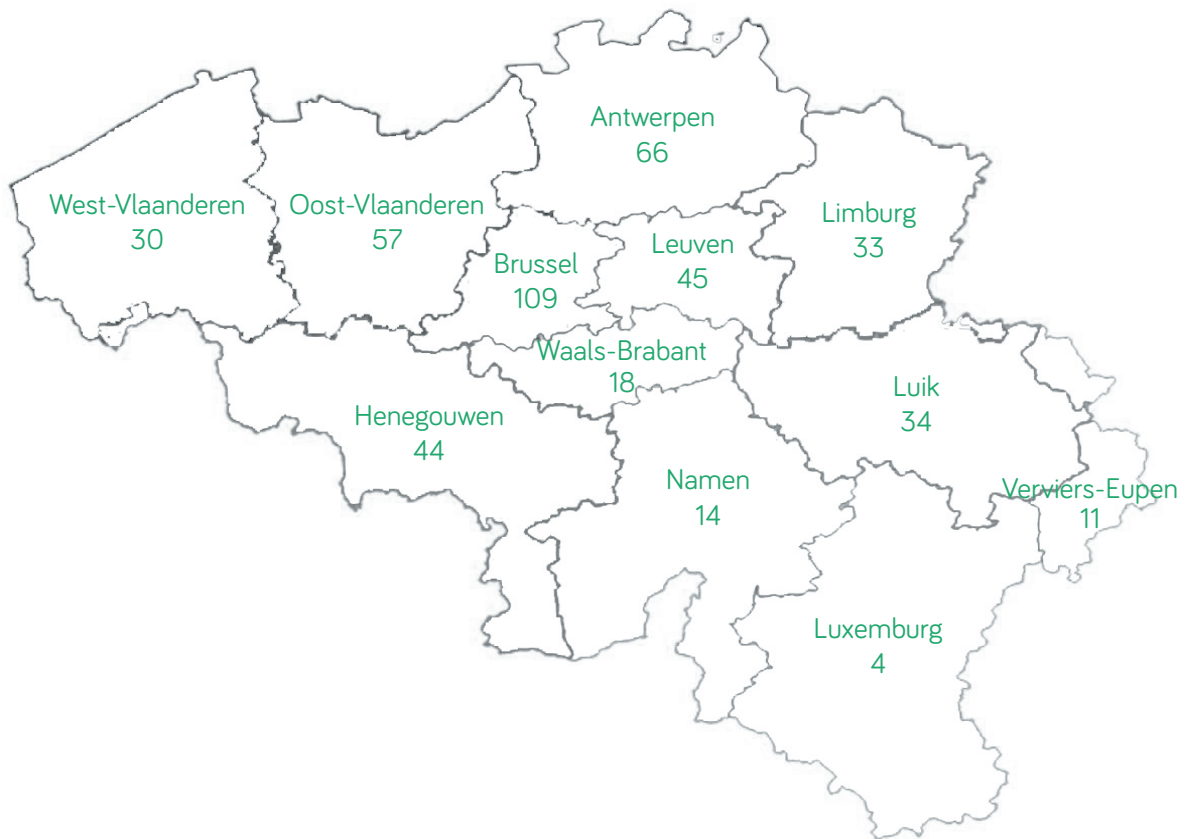 Antwerpen
66
West-Vlaanderen
30
Oost-Vlaanderen
57
Limburg
33
Leuven
45
Brussel
109
Waals-Brabant
18
Luik
34
Henegouwen
44
Namen
14
Verviers-Eupen
11
Luxemburg
4